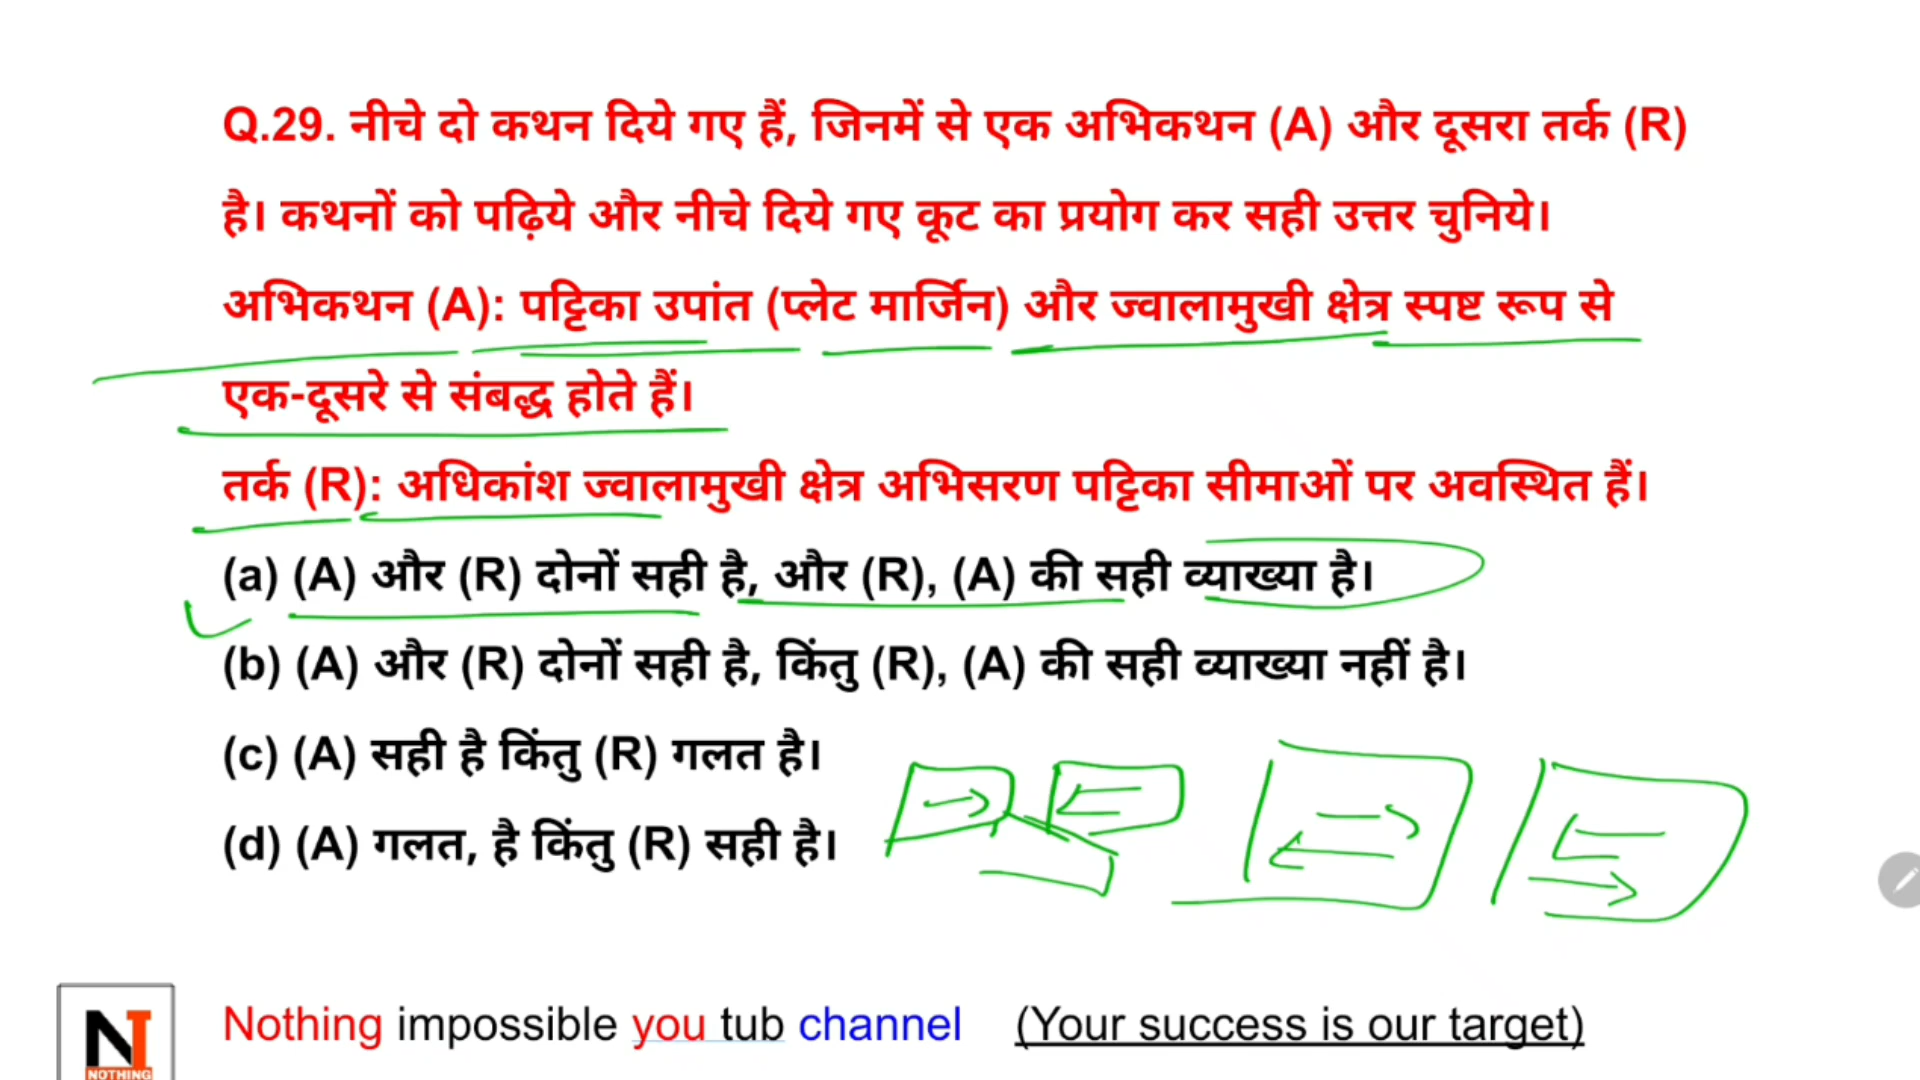 Q.29. नीचे दो कथन दिये गए हैं, जिनमें से एक अभिकथन (A) और दूसरा तर्क (R)
है। कथनों को पढ़िये और नीचे दिये गए कूट का प्रयोग कर सही उत्तर चुनिये।
अभिकथन (A): पट्टिका उपांत (प्लेट मार्जिन) और ज्वालामुखी क्षेत्र स्पष्ट रूप से
एक-दूसरे से संबद्ध होते हैं।
तर्क (R): अधिकांश ज्वालामुखी क्षेत्र अभिसरण पट्टिका सीमाओं पर अवस्थित हैं।
(a) (A) और (R) दोनों सही है, और (R), (A) की सही व्याख्या है।
(b) (A) और (R) दोनों सही है, किंतु (R), (A) की सही व्याख्या नहीं है।
(c) (A) सही है किंतु (R) गलत है।
(d) (A) गलत, है किंतु (R) सही है।
Nothing impossible you tub channel (Your success is our target)
NI
NOTHING